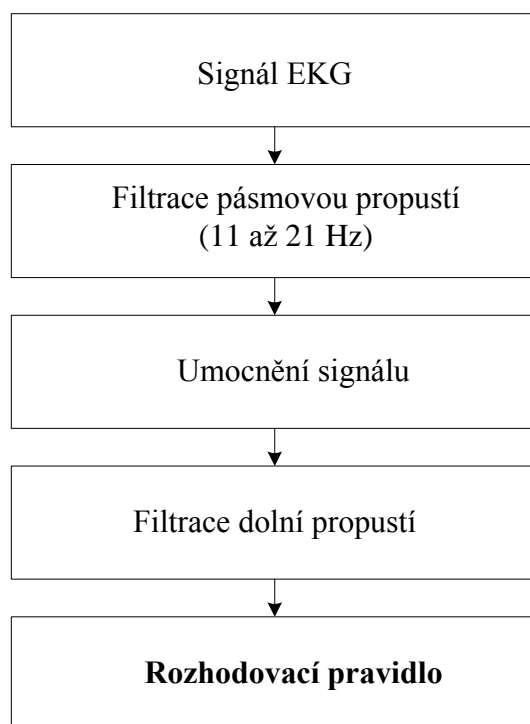 Signál EKG
Filtrace pásmovou propustí
(11 až 21 Hz)
Umocnění signálu
Filtrace dolní propustí
Rozhodovací pravidlo